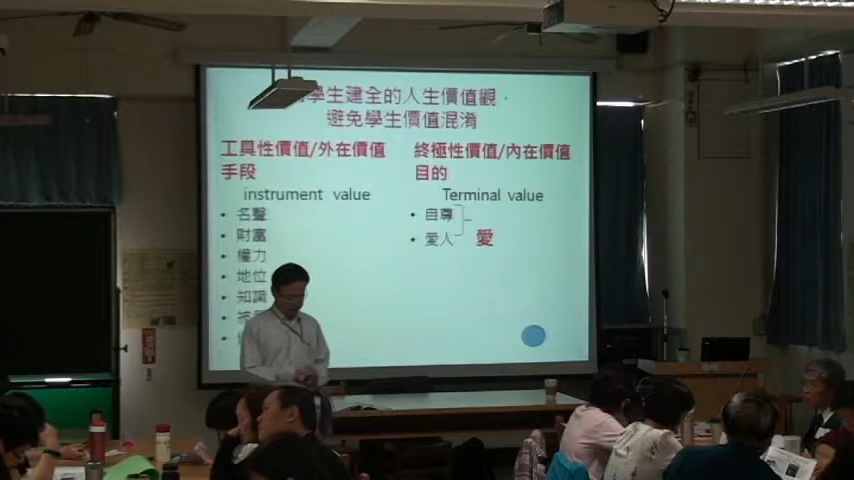 學生建全的人生價值觀，
避免學生價值混淆
工具性價值/外在價值
手段
instrument value
• 名聲
• 財富
• 權力
• 地位
• 知識
終極性價值/內在價值
目的
Terminal value
• 自尊
• 愛人 愛